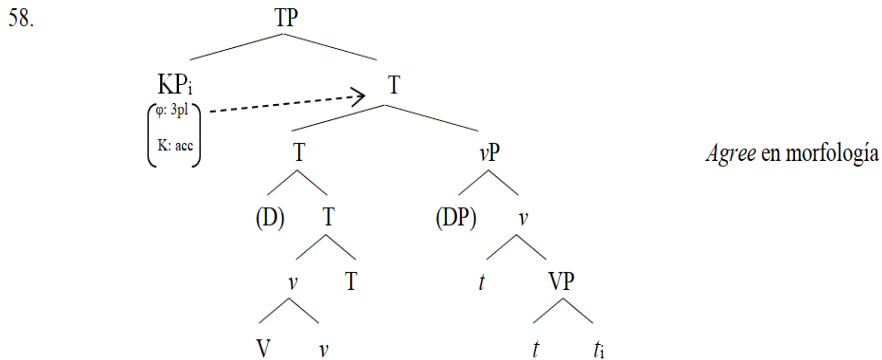 58.
TP
KPi T
φ: 3pl
K: acc
T vP Agree en morfología
(D) T (DP) v
v T t VP
V v t ti